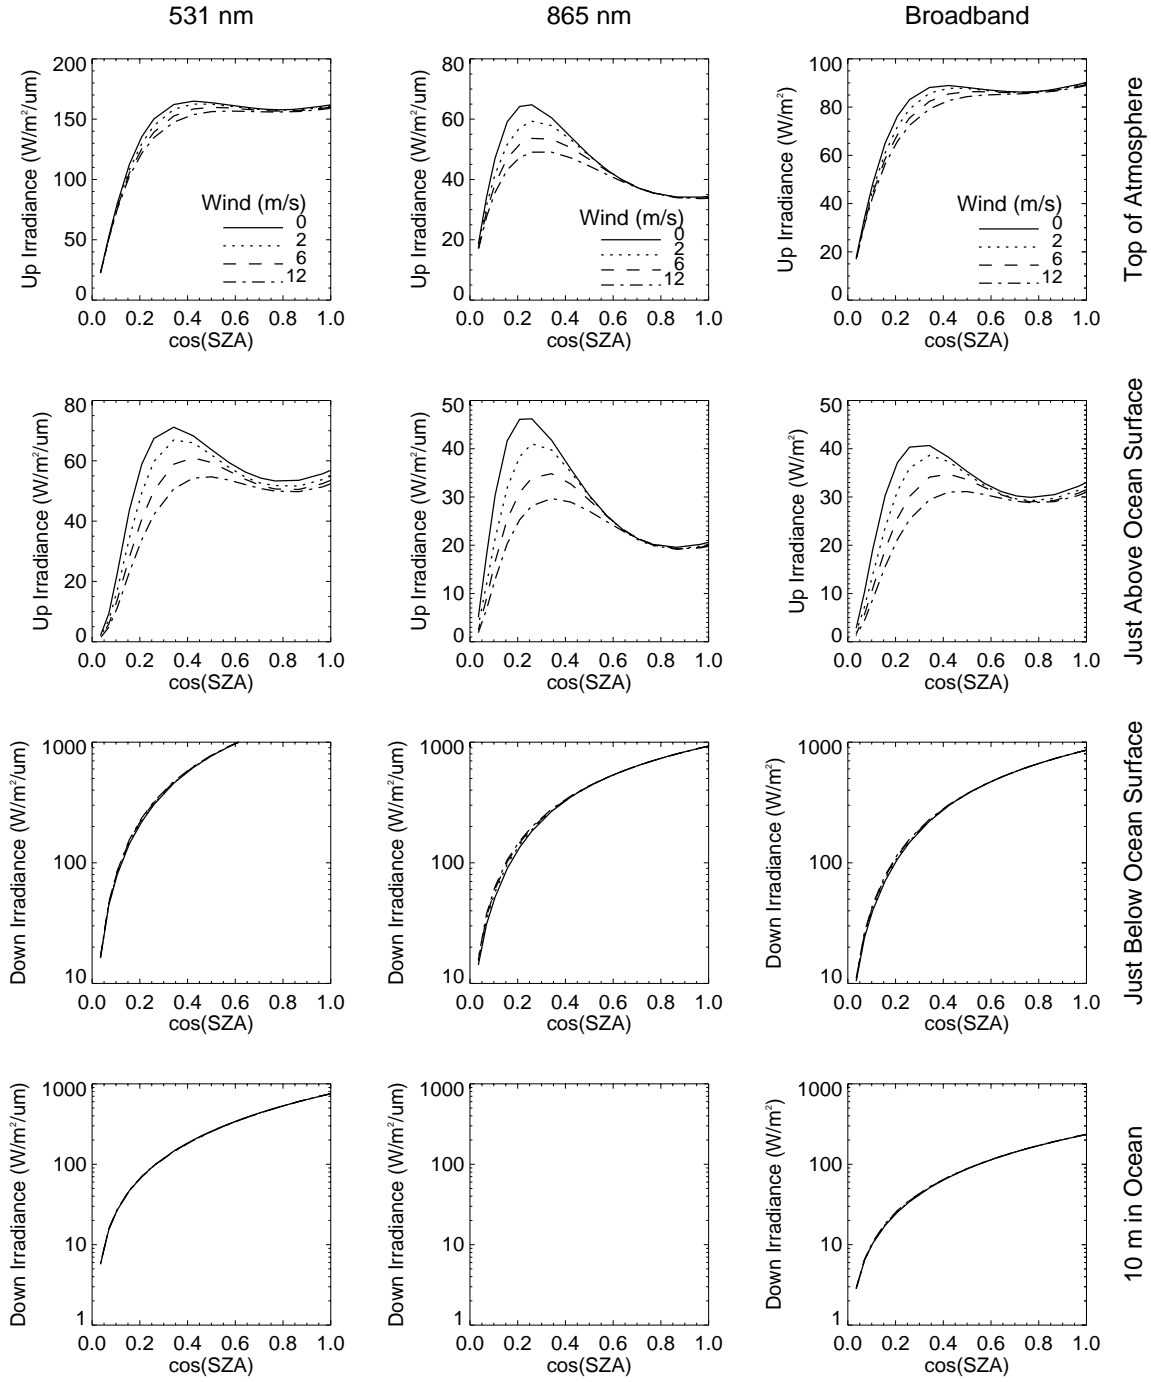 531 nm
865 nm
Broadband
Up Irradiance (W/m²/um)
200
150
100
50
0
Wind (m/s)
0
2
6
12
0.0 0.2 0.4 0.6 0.8 1.0
cos(SZA)
Up Irradiance (W/m²/um)
80
60
40
20
0
Wind (m/s)
0
2
6
12
0.0 0.2 0.4 0.6 0.8 1.0
cos(SZA)
Up Irradiance (W/m²)
100
80
60
40
20
0
Wind (m/s)
0
2
6
12
0.0 0.2 0.4 0.6 0.8 1.0
cos(SZA)
Top of Atmosphere
Up Irradiance (W/m²/um)
80
60
40
20
0
0.0 0.2 0.4 0.6 0.8 1.0
cos(SZA)
Up Irradiance (W/m²/um)
50
40
30
20
10
0
0.0 0.2 0.4 0.6 0.8 1.0
cos(SZA)
Up Irradiance (W/m²)
50
40
30
20
10
0
0.0 0.2 0.4 0.6 0.8 1.0
cos(SZA)
Just Above Ocean Surface
Down Irradiance (W/m²/um)
1000
100
10
0.0 0.2 0.4 0.6 0.8 1.0
cos(SZA)
Down Irradiance (W/m²/um)
1000
100
10
0.0 0.2 0.4 0.6 0.8 1.0
cos(SZA)
Down Irradiance (W/m²)
1000
100
10
0.0 0.2 0.4 0.6 0.8 1.0
cos(SZA)
Just Below Ocean Surface
Down Irradiance (W/m²/um)
1000
100
10
1
0.0 0.2 0.4 0.6 0.8 1.0
cos(SZA)
Down Irradiance (W/m²/um)
1000
100
10
1
0.0 0.2 0.4 0.6 0.8 1.0
cos(SZA)
Down Irradiance (W/m²)
1000
100
10
1
0.0 0.2 0.4 0.6 0.8 1.0
cos(SZA)
10 m in Ocean